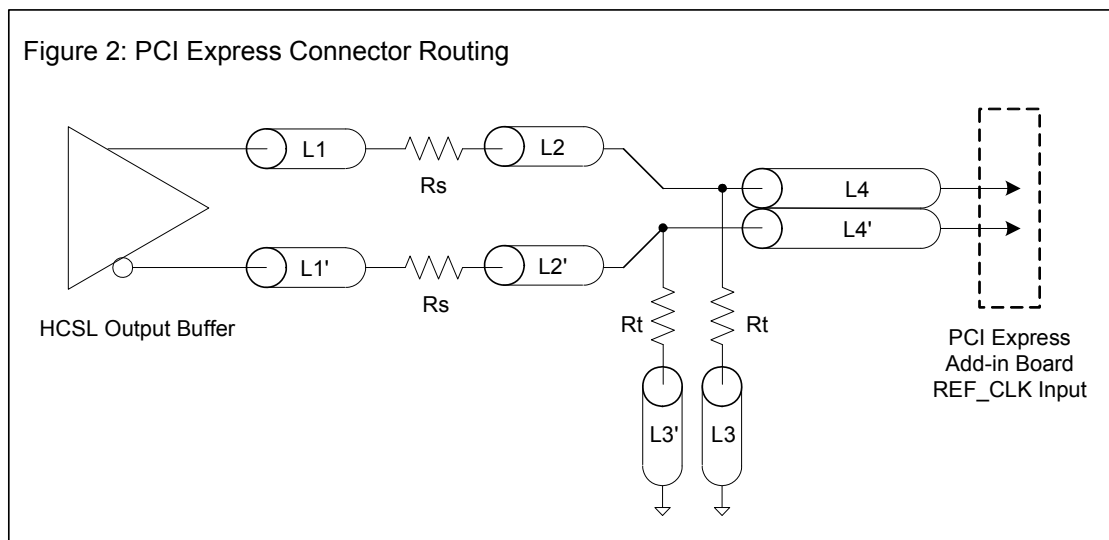 Figure 2: PCI Express Connector Routing
L1
Rs
L2
L4
L4'
L1'
Rs
L2'
HCSL Output Buffer
Rt
Rt
L3'
L3
PCI Express
Add-in Board
REF_CLK Input